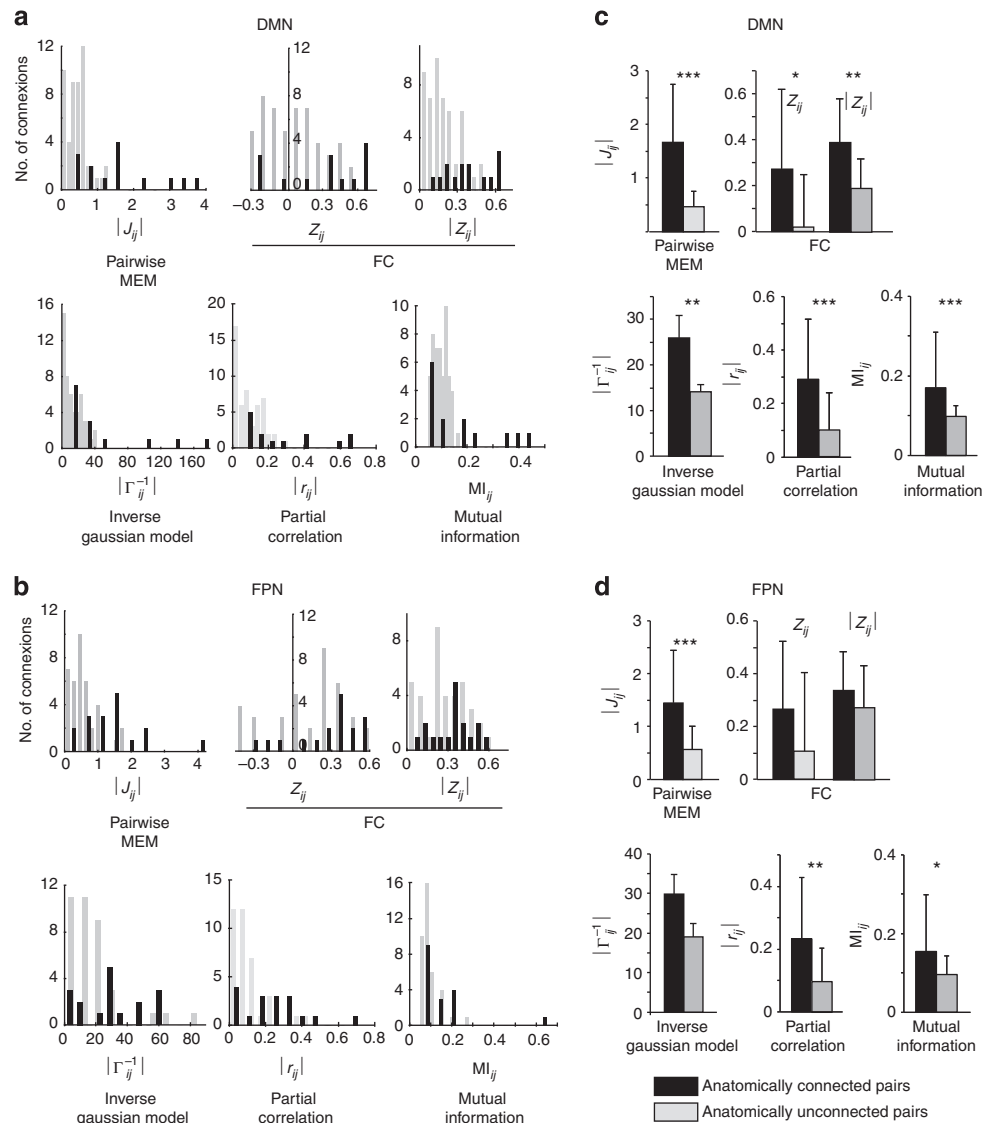 a
DMN
No. of connexions
12
8
4
0
0 1 2 3 4
|J_ij|
Pairwise
MEM
12
8
4
0
−0.3 0 0.3 0.6
Z_ij
12
8
4
0
0 0.2 0.4 0.6
|Z_ij|
FC
16
12
8
4
0
0 40 80 120 160
|Γ_ij^−1|
Inverse
gaussian model
20
15
10
5
0
0 0.2 0.4 0.6 0.8
|r_ij|
Partial
correlation
10
8
6
4
2
0
0 0.2 0.4
MI_ij
Mutual
information
b
FPN
No. of connexions
12
8
4
0
0 1 2 3 4
|J_ij|
Pairwise
MEM
12
8
4
0
−0.3 0 0.3 0.6
Z_ij
8
4
0
0 0.3 0.6
|Z_ij|
FC
12
8
4
0
0 20 40 60 80
|Γ_ij^−1|
Inverse
gaussian model
15
10
5
0
0 0.2 0.4 0.6 0.8
|r_ij|
Partial
correlation
16
12
8
4
0
0 0.2 0.4 0.6
MI_ij
Mutual
information
c
DMN
3
2
1
|J_ij|
***
Pairwise
MEM
0.6
0.4
0.2
0
* **
Z_ij |Z_ij|
FC
30
20
10
0
|Γ_ij^−1|
**
Inverse
gaussian model
0.6
0.4
0.2
0
|r_ij|
***
Partial
correlation
0.4
0.2
0
MI_ij
***
Mutual
information
d
FPN
3
2
1
0
|J_ij|
***
Pairwise
MEM
0.6
0.4
0.2
0
Z_ij |Z_ij|
FC
40
30
20
10
0
|Γ_ij^−1|
Inverse
gaussian model
0.4
0.2
0
|r_ij|
**
Partial
correlation
0.4
0.2
0
MI_ij
*
Mutual
information
Anatomically connected pairs
Anatomically unconnected pairs